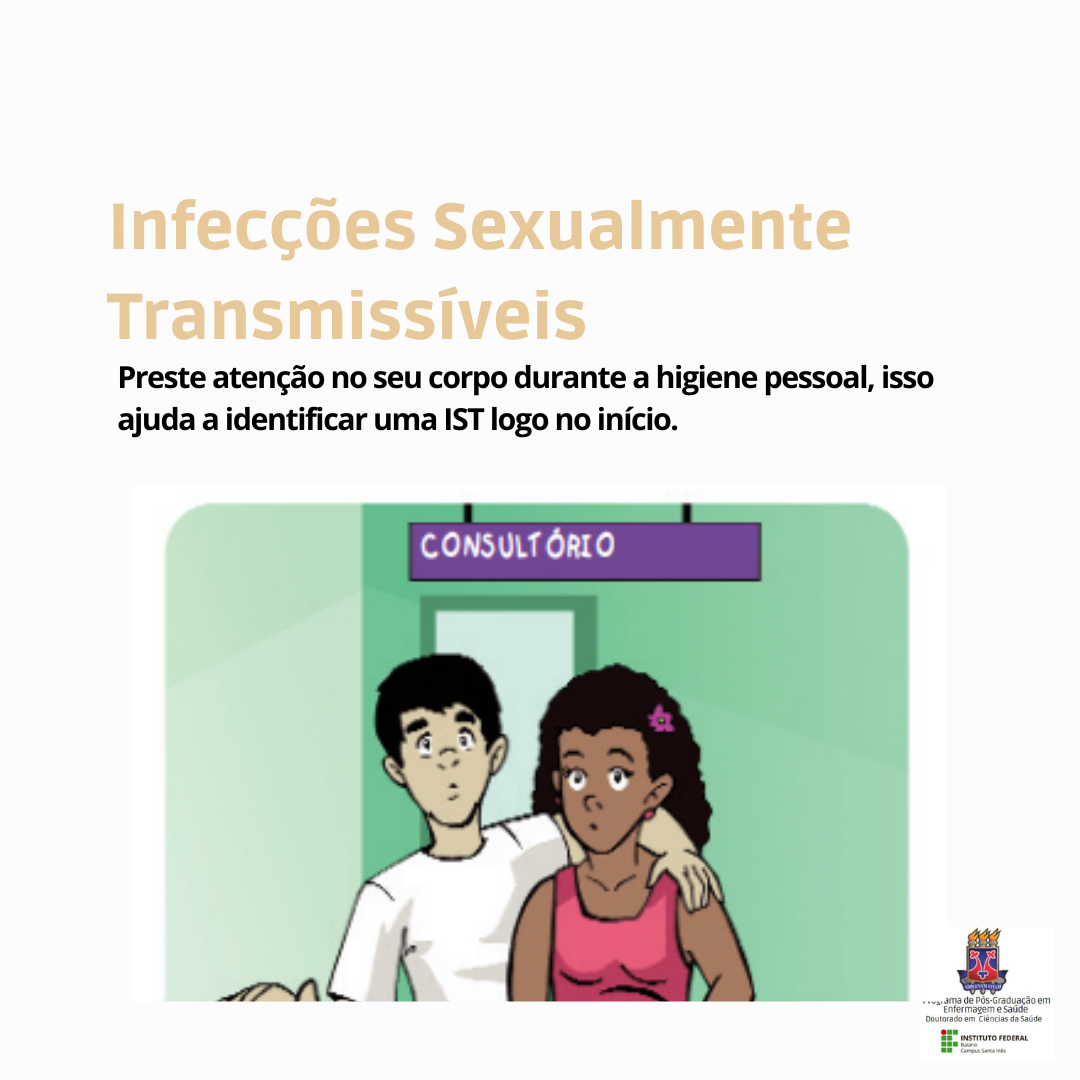 Infecções Sexualmente
Transmissíveis
Preste atenção no seu corpo durante a higiene pessoal, isso
ajuda a identificar uma IST logo no início.
CONSULTÓRIO
Programa de Pós-Graduação em
Enfermagem e Saúde
Doutorado em Ciências da Saúde
INSTITUTO FEDERAL
Baiano
Campus Santa Inês